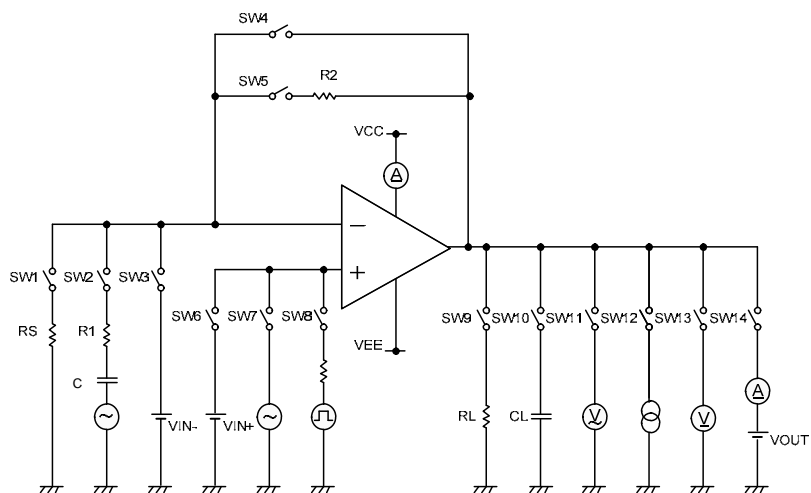 SW4
SW5
R2
VCC
A
−
+
SW1
SW2
SW3
SW6
SW7
SW8
SW9
SW10
SW11
SW12
SW13
SW14
RS
R1
C
VEE
VIN-
VIN+
RL
CL
V
V
A
VOUT